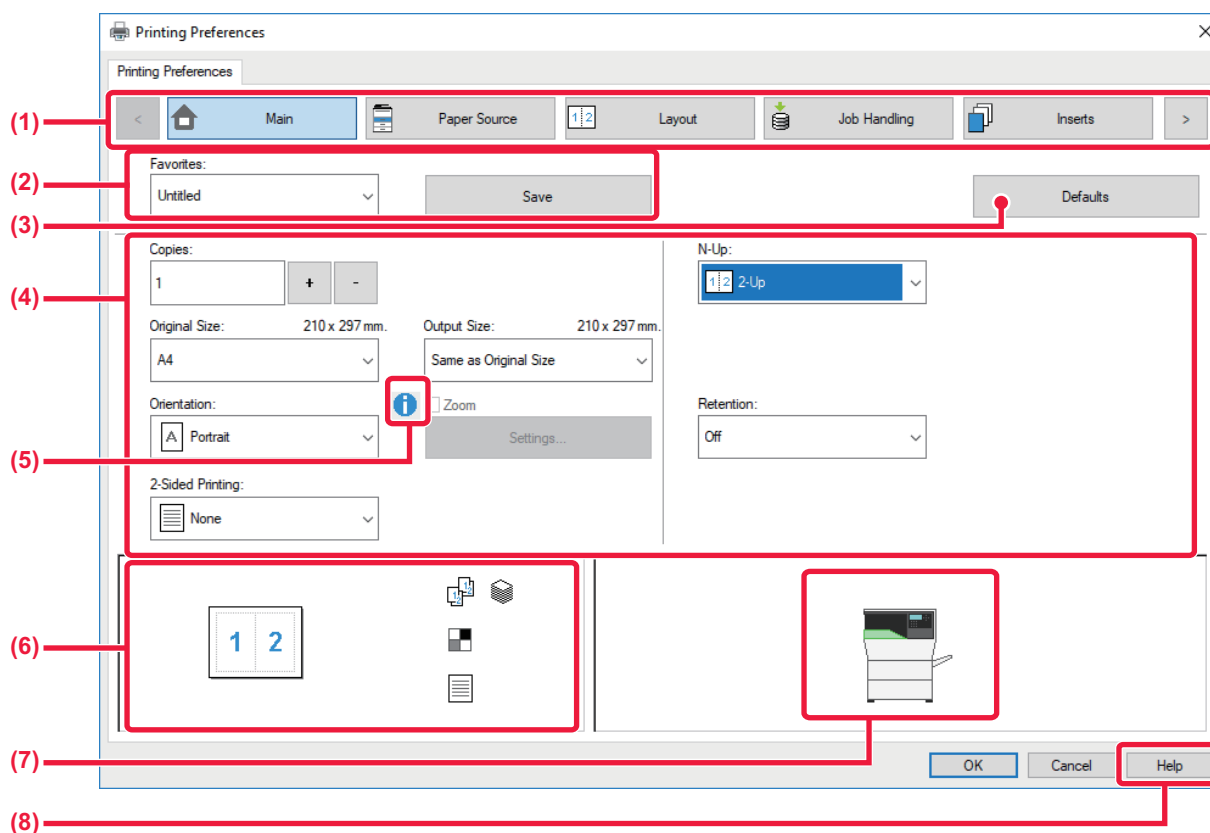 Printing Preferences
Printing Preferences
(1)
< Main Paper Source 1 2 Layout Job Handling Inserts >
(2)
Favorites:
Untitled Save Defaults
(3)
(4)
Copies: N-Up:
1 + - 1 2 2-Up
Original Size: 210 x 297 mm. Output Size: 210 x 297 mm.
A4 Same as Original Size
Orientation: i Zoom Retention:
A Portrait Settings... Off
(5)
2-Sided Printing:
None
(6)
1 2
12 12
(7)
OK Cancel Help
(8)